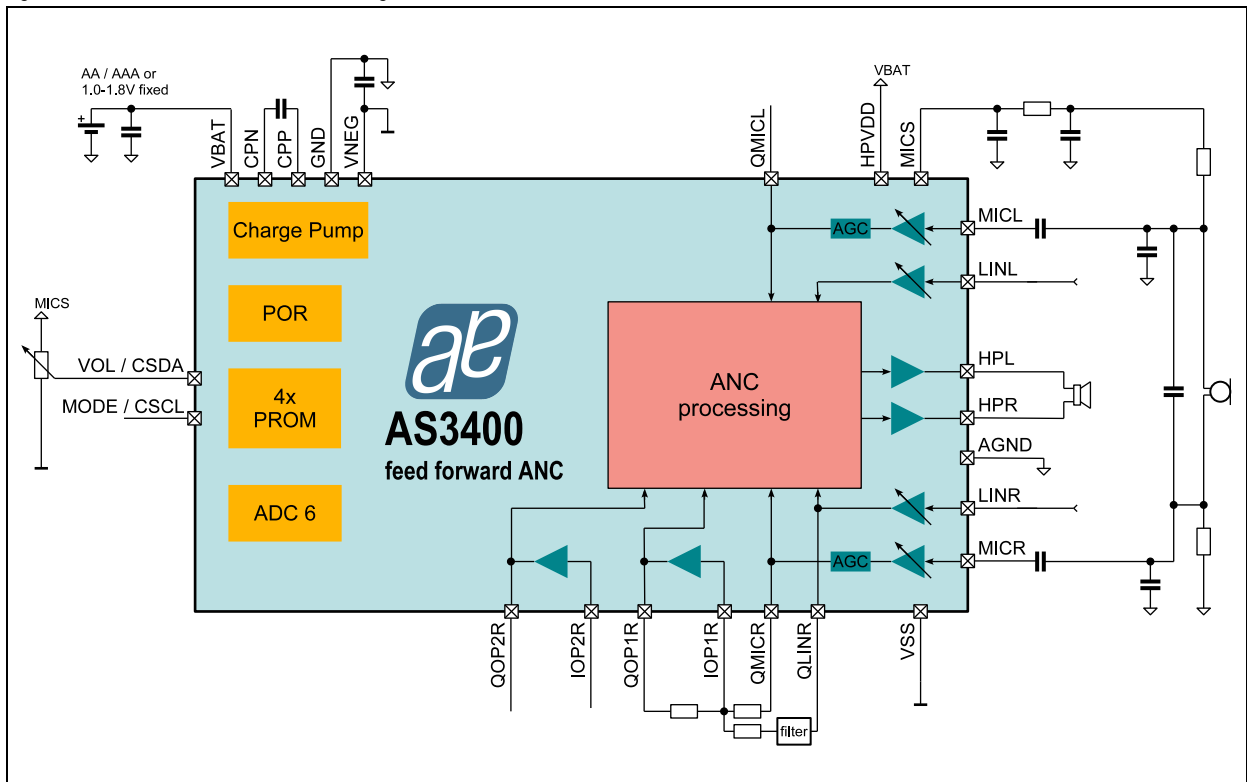 AA / AAA or
1.0-1.8V fixed
+
VBAT
CPN
CPP
GND
VNEG
QMICL
VBAT
HPVDD
MICS
Charge Pump
POR
4x
PROM
ADC 6
MICS
VOL / CSDA
MODE / CSCL
ae
AS3400
feed forward ANC
AGC
ANC
processing
AGC
MICL
LINL
HPL
HPR
AGND
LINR
MICR
QOP2R
IOP2R
QOP1R
IOP1R
QMICR
QLINR
VSS
filter